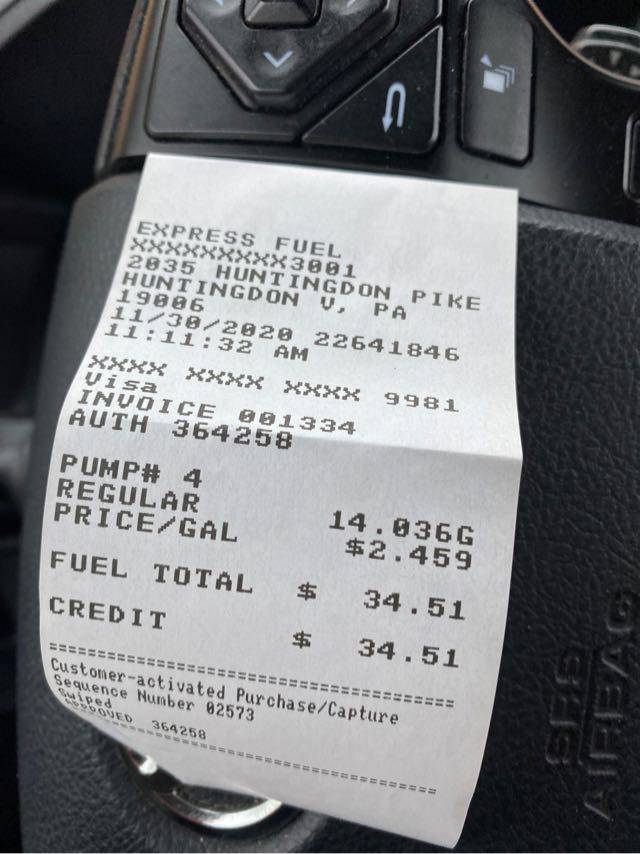 EXPRESS FUEL
XXXXXXXXX3001
2035 HUNTINGDON PIKE
HUNTINGDON V, PA
19006
11/30/2020 22641846
11:11:32 AM
XXXX XXXX XXXX 9981
Visa
INVOICE 001334
AUTH 364258
PUMP# 4
REGULAR 14.036G
PRICE/GAL $2.459
FUEL TOTAL $ 34.51
CREDIT $ 34.51
=================================
Customer-activated Purchase/Capture
Sequence Number 02573
Swiped
APPROVED 364258
=================================
SRS
AIRBAG